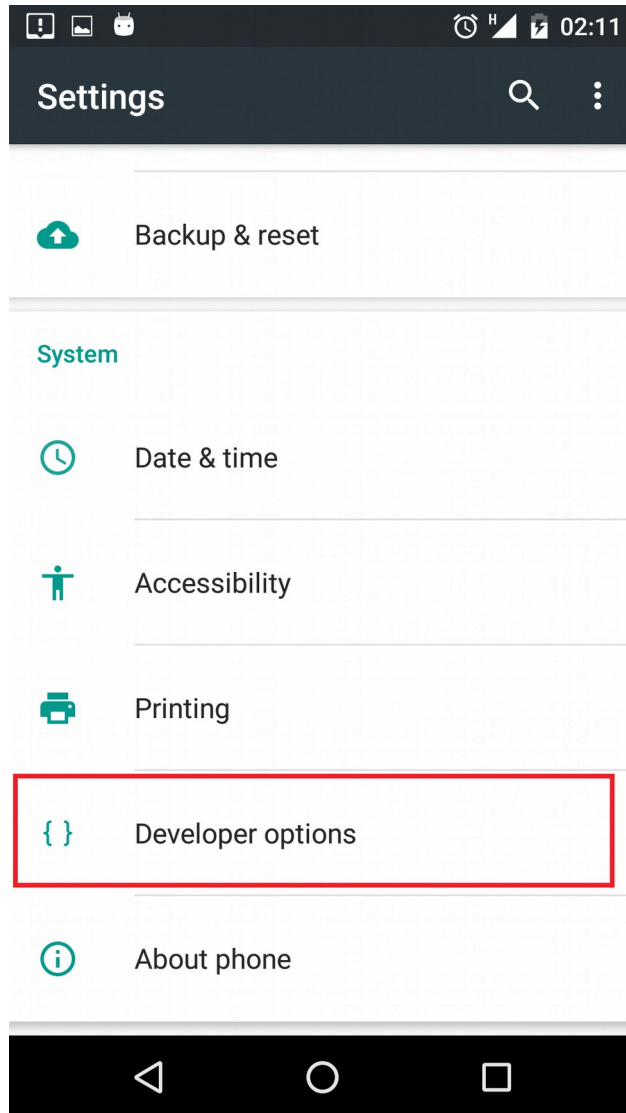 H 02:11
Settings
Backup & reset
System
Date & time
Accessibility
Printing
{ } Developer options
About phone